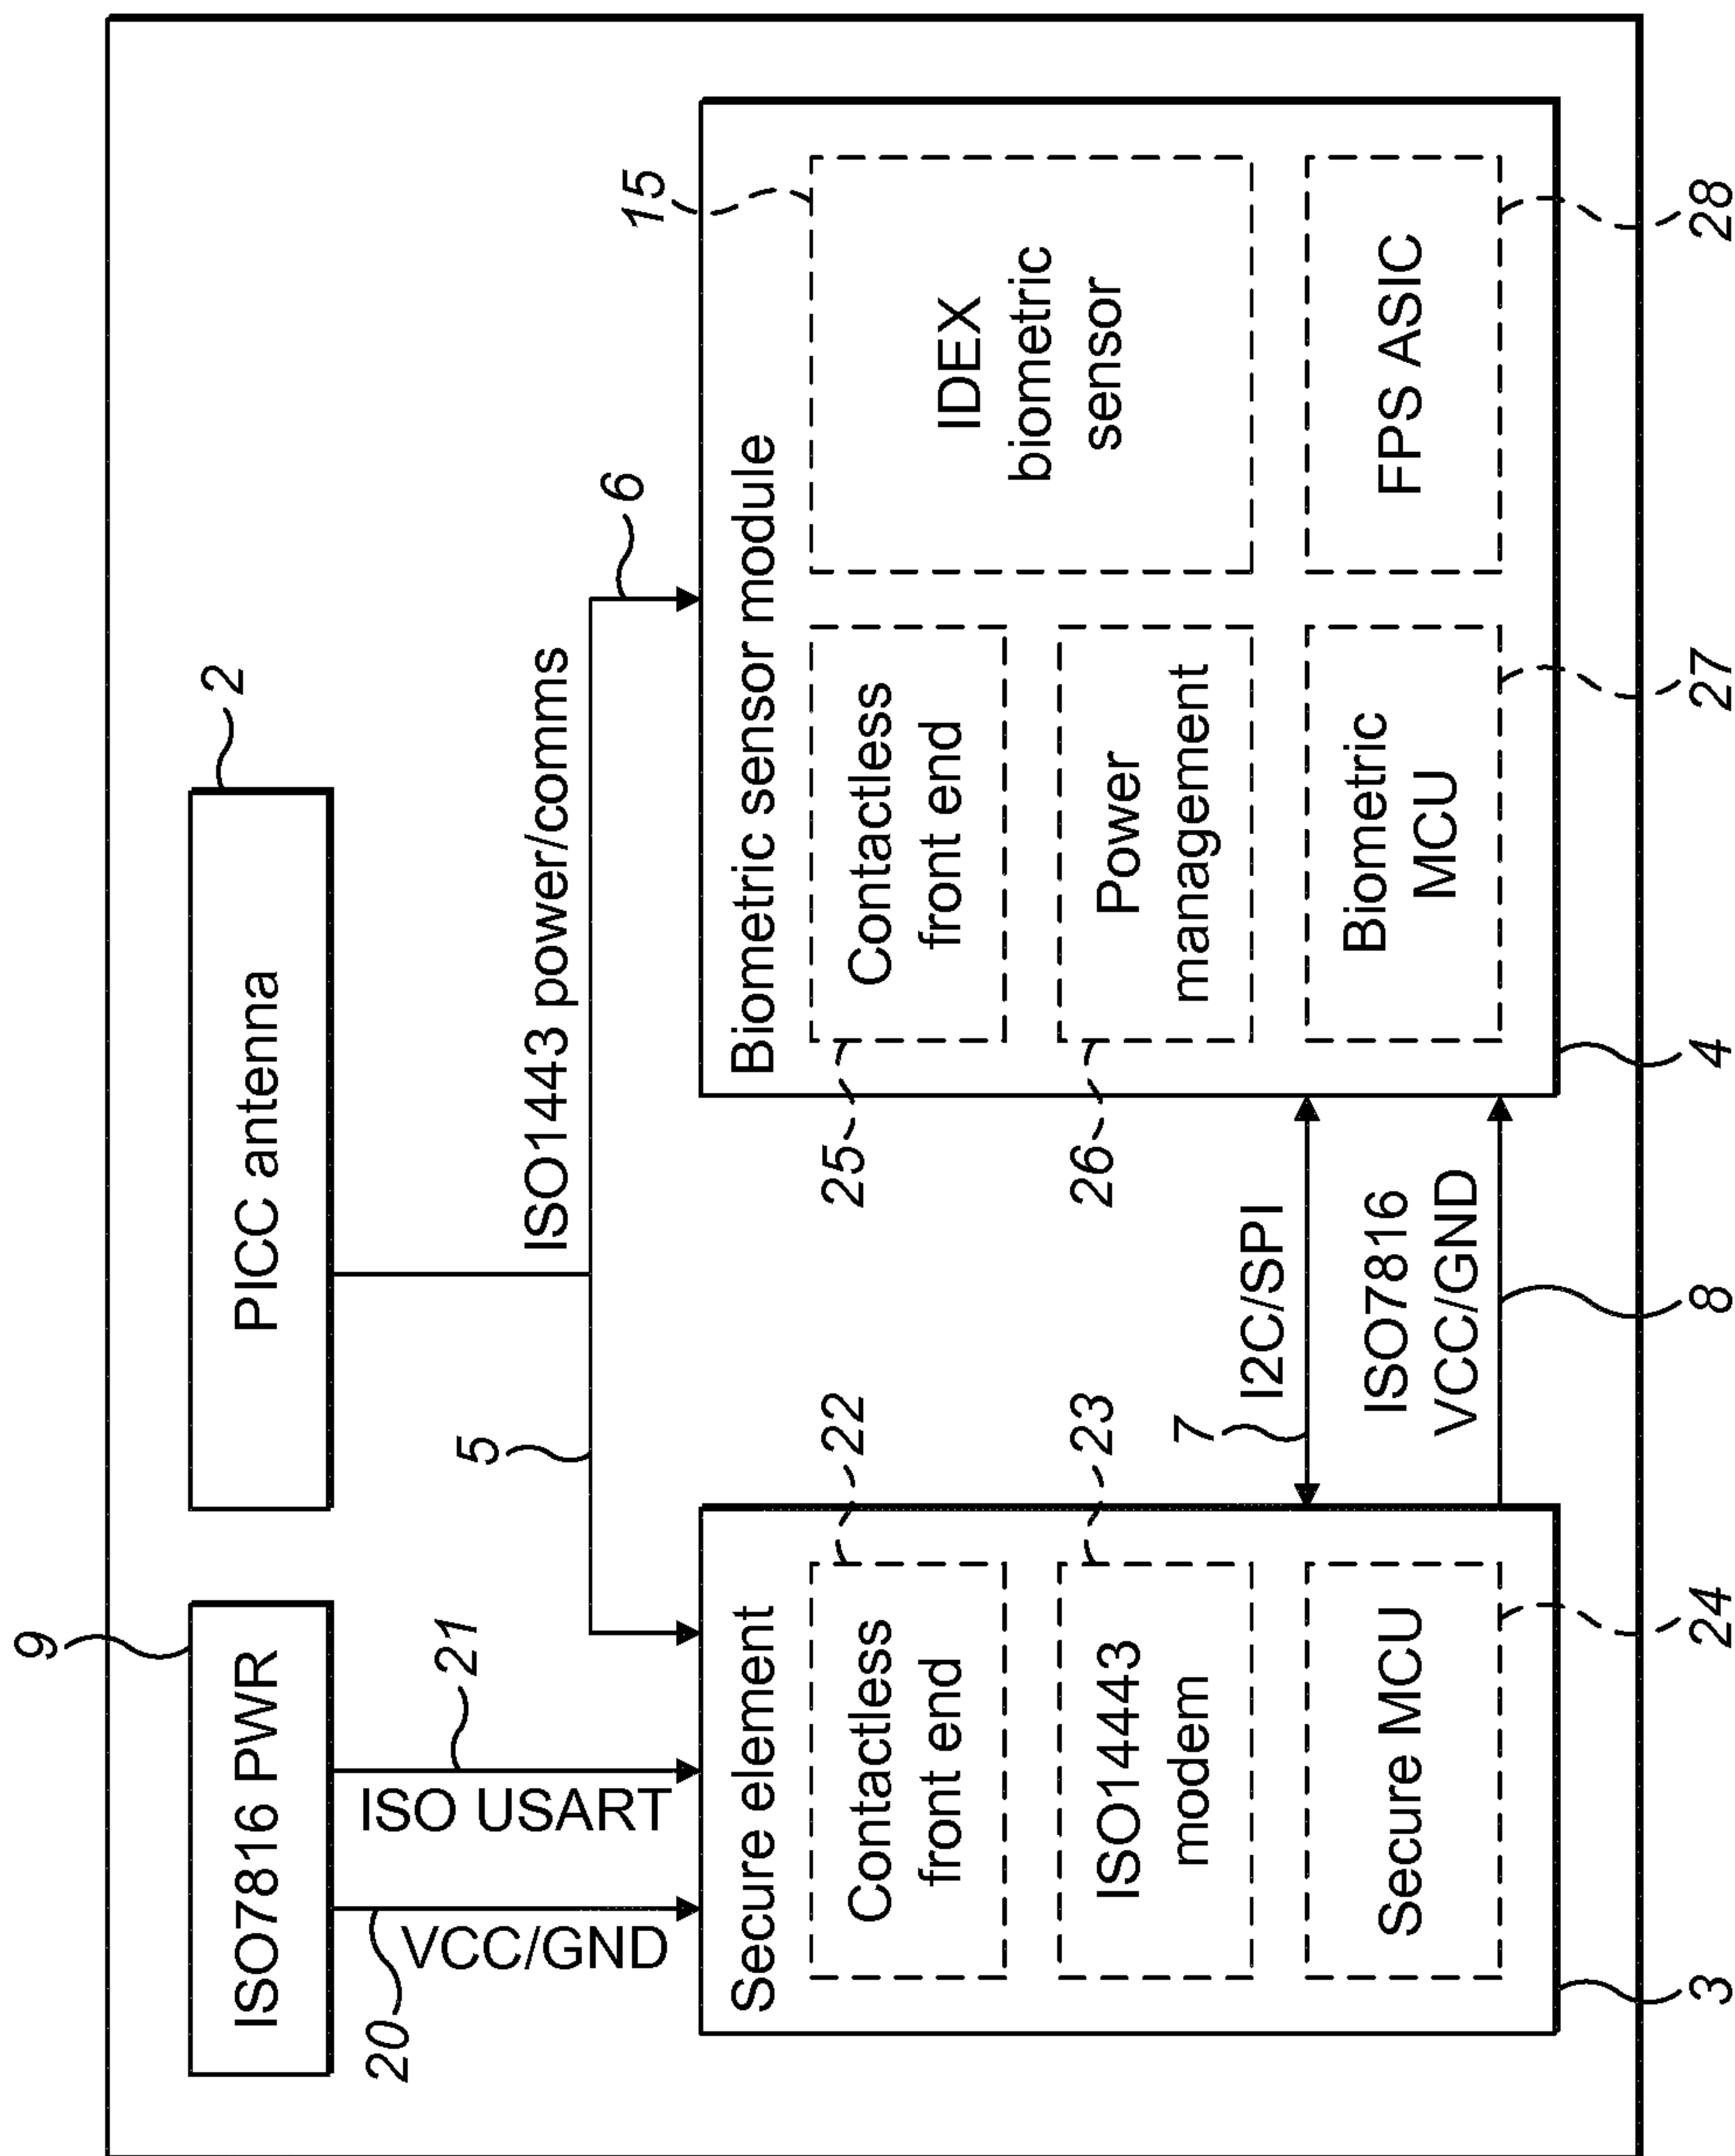 9
ISO7816 PWR
PICC antenna
2
20
VCC/GND
ISO USART
21
5
ISO1443 power/comms
6
Secure element
Contactless
front end
22
ISO14443
modem
23
Secure MCU
24
3
7
I2C/SPI
ISO7816
VCC/GND
8
Biometric sensor module
15
25
Contactless
front end
IDEX
biometric
sensor
26
Power
management
Biometric
MCU
27
FPS ASIC
28
4